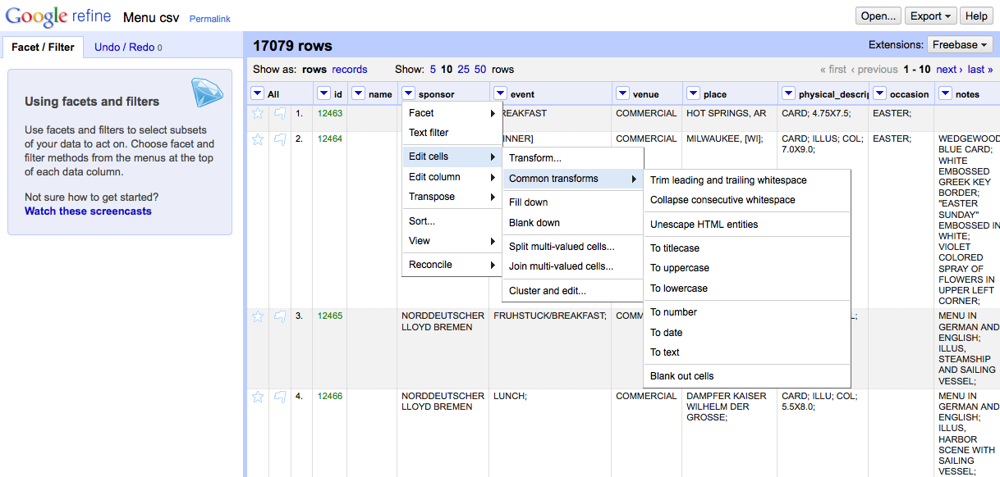 Google refine Menu csv Permalink
Open... Export Help
Facet / Filter Undo / Redo 0
17079 rows
Extensions: Freebase
Show as: rows records Show: 5 10 25 50 rows
« first ‹ previous 1 - 10 next › last »
Using facets and filters
Use facets and filters to select subsets
of your data to act on. Choose facet and
filter methods from the menus at the top
of each data column.
Not sure how to get started?
Watch these screencasts
All id name sponsor event venue place physical_descrip occasion notes
1. 12463 REAKFAST COMMERCIAL HOT SPRINGS, AR CARD; 4.75X7.5; EASTER;
2. 12464 INNER] COMMERCIAL MILWAUKEE, [WI]; CARD; ILLUS; COL;
7.0X9.0;
EASTER;
WEDGEWOOD
BLUE CARD;
WHITE
EMBOSSED
GREEK KEY
BORDER;
"EASTER
SUNDAY"
EMBOSSED IN
WHITE;
VIOLET
COLORED
SPRAY OF
FLOWERS IN
UPPER LEFT
CORNER;
Facet
Text filter
Edit cells
Edit column
Transpose
Sort...
View
Reconcile
Transform...
Common transforms
Fill down
Blank down
Split multi-valued cells...
Join multi-valued cells...
Cluster and edit...
Trim leading and trailing whitespace
Collapse consecutive whitespace
Unescape HTML entities
To titlecase
To uppercase
To lowercase
To number
To date
To text
Blank out cells
3. 12465 NORDDEUTSCHER
LLOYD BREMEN
FRUHSTUCK/BREAKFAST;
COMM
L;
MENU IN
GERMAN AND
ENGLISH;
ILLUS,
STEAMSHIP
AND SAILING
VESSEL;
4. 12466 NORDDEUTSCHER
LLOYD BREMEN
LUNCH;
COMMERCIAL
DAMPFER KAISER
WILHELM DER
GROSSE;
CARD; ILLU; COL;
5.5X8.0;
MENU IN
GERMAN AND
ENGLISH;
ILLUS,
HARBOR
SCENE WITH
SAILING
VESSEL;